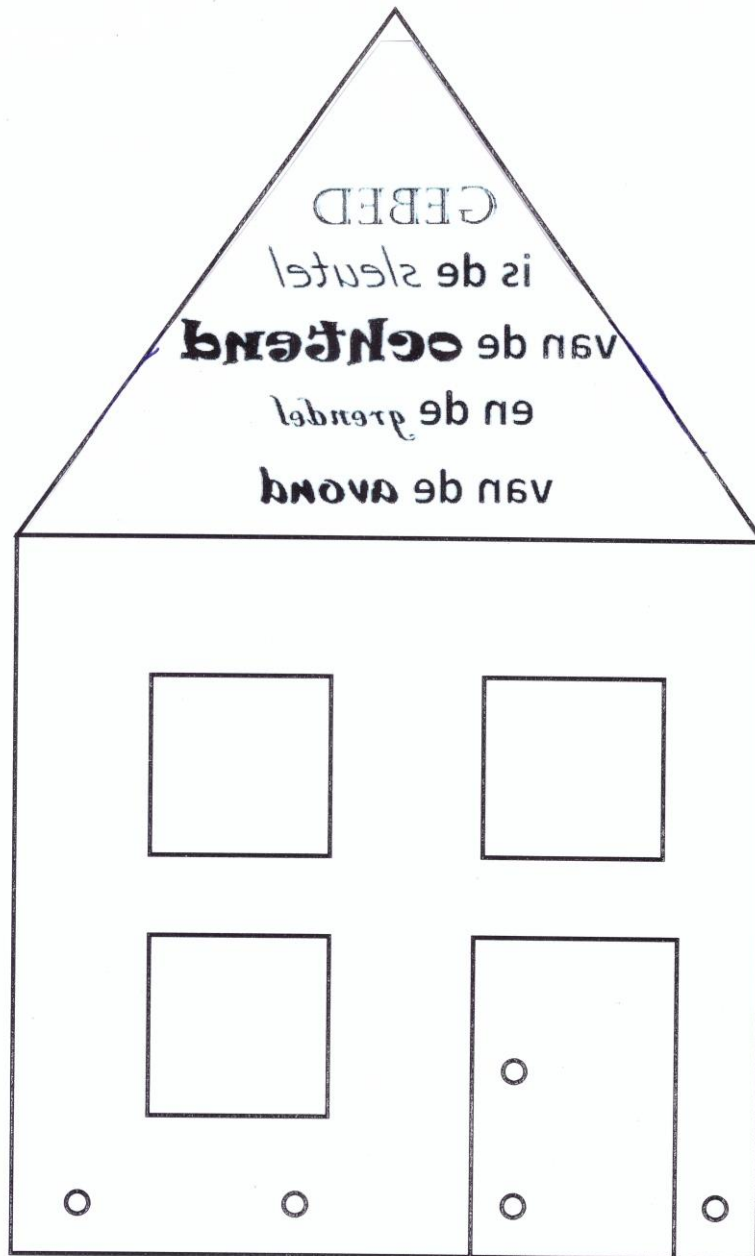 GEBED
is de sleutel
van de ochtend
en de grendel
van de avond